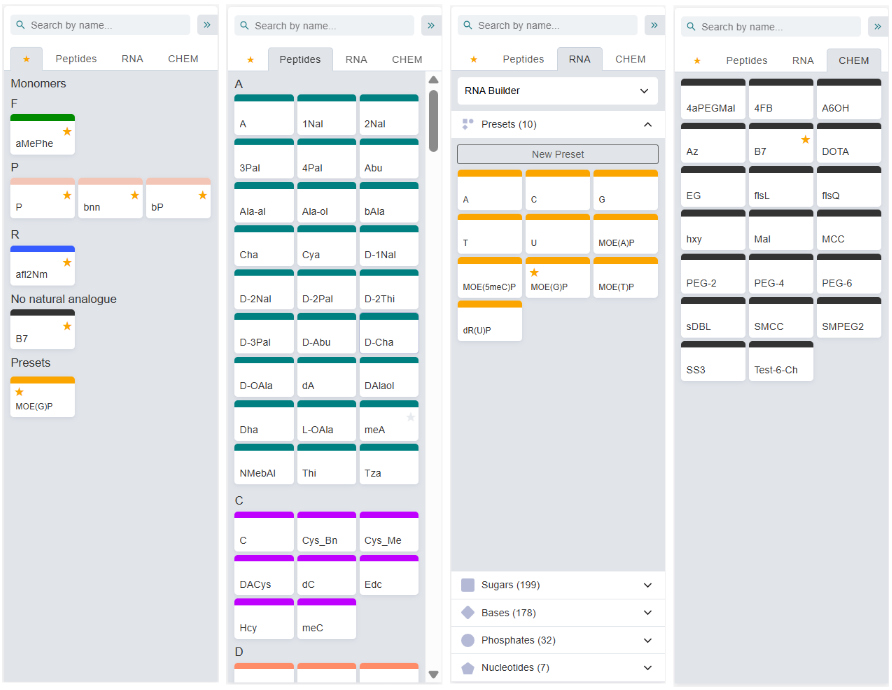 Search by name... »
★ Peptides RNA CHEM
Monomers
F
aMePhe ★
P
P ★ bnn ★ bP ★
R
afl2Nm ★
No natural analogue
B7 ★
Presets
★
MOE(G)P
Search by name... »
★ Peptides RNA CHEM
A
A 1Nal 2Nal
3Pal 4Pal Abu
Ala-al Ala-ol bAla
Cha Cya D-1Nal
D-2Nal D-2Pal D-2Thi
D-3Pal D-Abu D-Cha
D-OAla dA DAlaol
Dha L-OAla meA ★
NMebAl Thi Tza
C
C Cys_Bn Cys_Me
DACys dC Edc
Hcy meC
D
Search by name... »
★ Peptides RNA CHEM
RNA Builder
Presets (10)
New Preset
A C G
T U MOE(A)P
★
MOE(5meC)P MOE(G)P MOE(T)P
dR(U)P
Sugars (199)
Bases (178)
Phosphates (32)
Nucleotides (7)
Search by name... »
★ Peptides RNA CHEM
4aPEGMal 4FB A6OH
Az B7 ★ DOTA
EG flsL flsQ
hxy Mal MCC
PEG-2 PEG-4 PEG-6
sDBL SMCC SMPEG2
SS3 Test-6-Ch